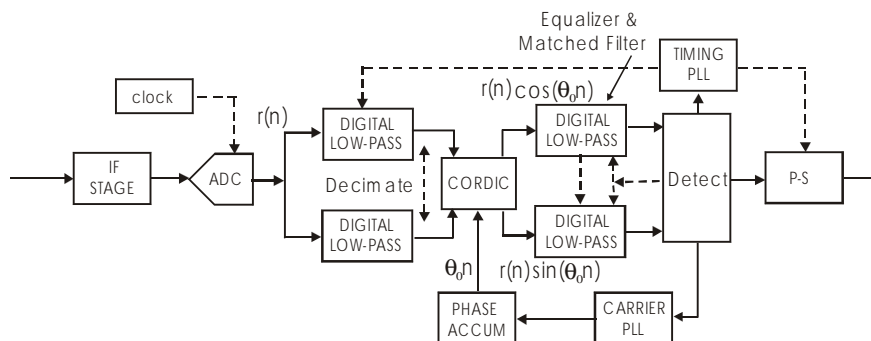 Equalizer &
Matched Filter
TIMING
PLL
clock
r(n)
r(n)cos(θ₀n)
DIGITAL
LOW-PASS
DIGITAL
LOW-PASS
IF
STAGE
ADC
Decimate
CORDIC
Detect
P-S
DIGITAL
LOW-PASS
DIGITAL
LOW-PASS
θ₀n
r(n)sin(θ₀n)
PHASE
ACCUM
CARRIER
PLL